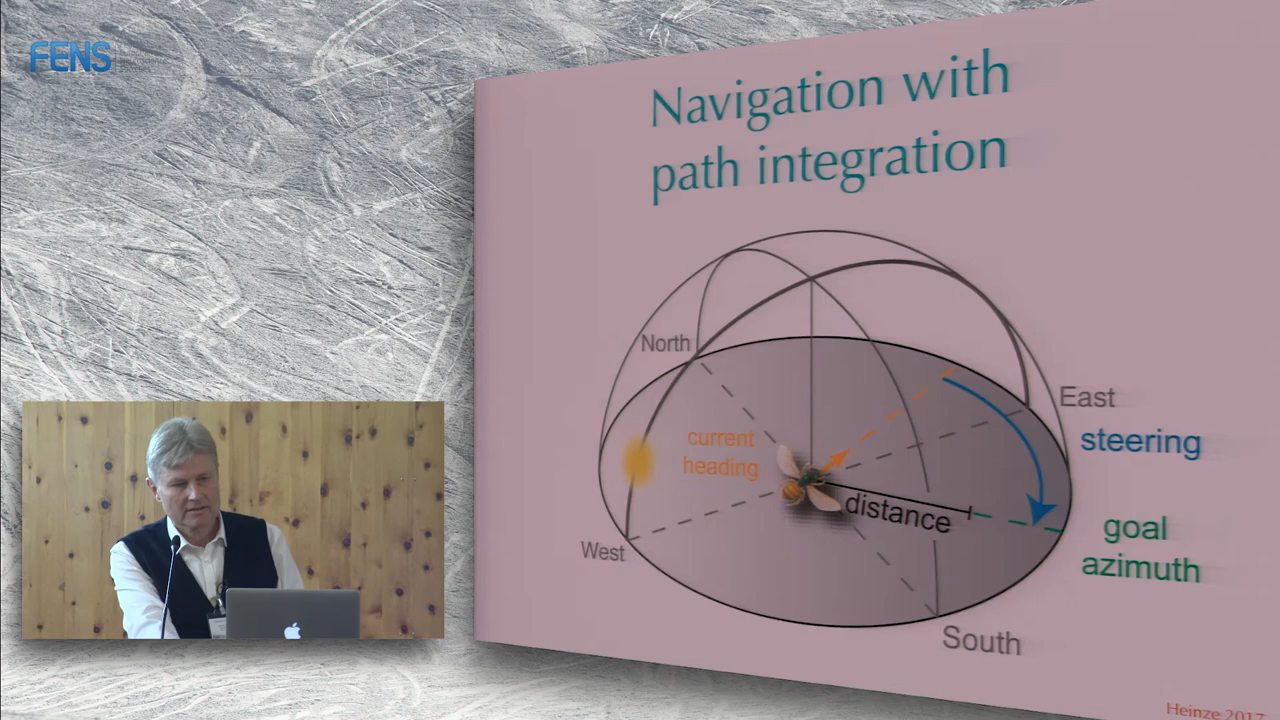 FENS
Navigation with
path integration
North
East
current
heading
steering
distance
goal
azimuth
West
South
Heinze 2017